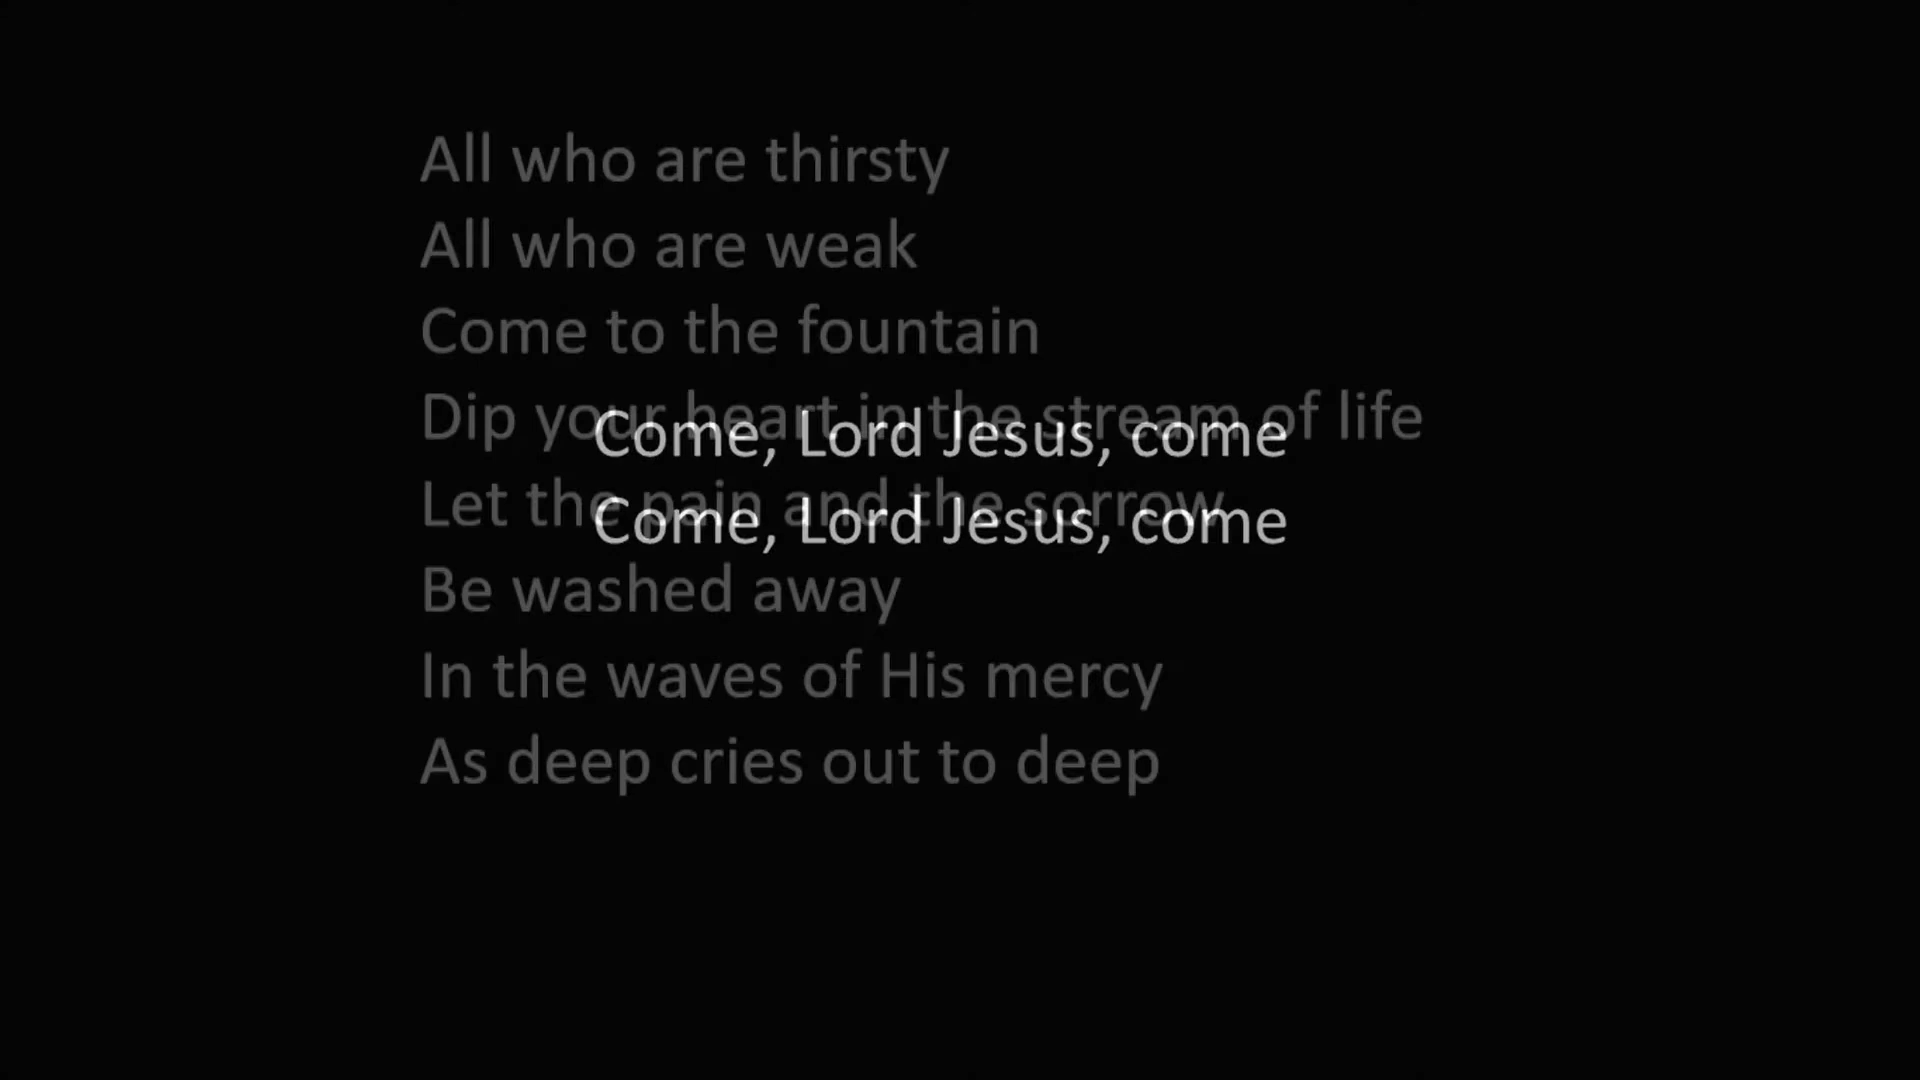 All who are thirsty
All who are weak
Come to the fountain
Dip your heart in the stream of life
Come, Lord Jesus, come
Let the pain and the sorrow
Come, Lord Jesus, come
Be washed away
In the waves of His mercy
As deep cries out to deep